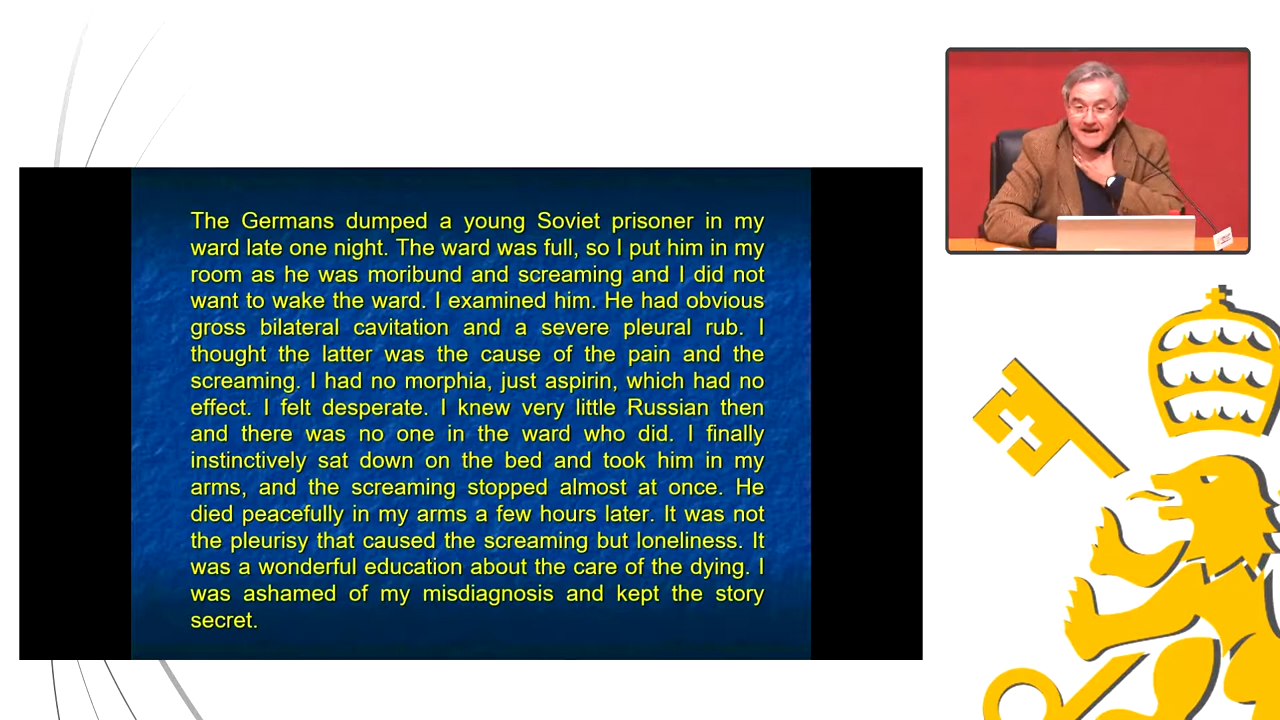 The Germans dumped a young Soviet prisoner in my
ward late one night. The ward was full, so I put him in my
room as he was moribund and screaming and I did not
want to wake the ward. I examined him. He had obvious
gross bilateral cavitation and a severe pleural rub. I
thought the latter was the cause of the pain and the
screaming. I had no morphia, just aspirin, which had no
effect. I felt desperate. I knew very little Russian then
and there was no one in the ward who did. I finally
instinctively sat down on the bed and took him in my
arms, and the screaming stopped almost at once. He
died peacefully in my arms a few hours later. It was not
the pleurisy that caused the screaming but loneliness. It
was a wonderful education about the care of the dying. I
was ashamed of my misdiagnosis and kept the story
secret.